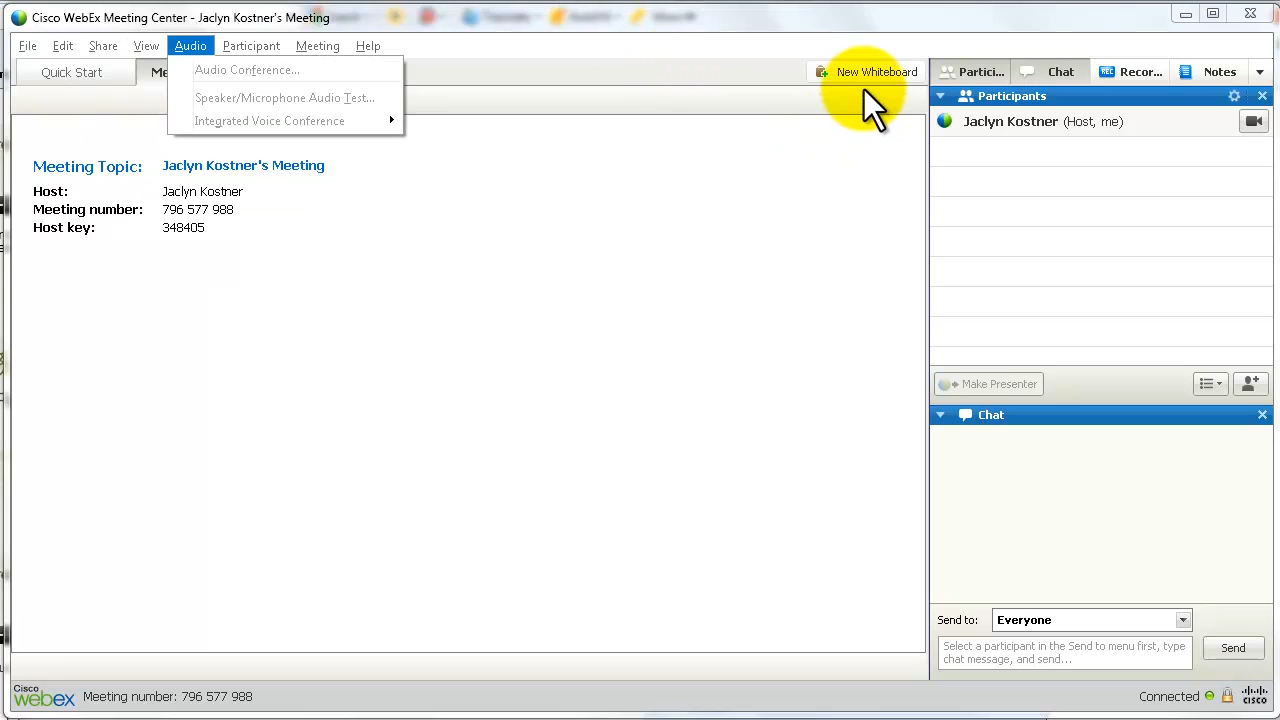 Cisco WebEx Meeting Center - Jaclyn Kostner's Meeting
File Edit Share View Audio Participant Meeting Help
Quick Start Me
New Whiteboard
Audio Conference...
Speaker/Microphone Audio Test...
Integrated Voice Conference
Meeting Topic: Jaclyn Kostner's Meeting
Host: Jaclyn Kostner
Meeting number: 796 577 988
Host key: 348405
Partici... Chat REC Recor... Notes
Participants
Jaclyn Kostner (Host, me)
Make Presenter
Chat
Send to: Everyone
Select a participant in the Send to menu first, type
chat message, and send...
Send
Cisco
webex Meeting number: 796 577 988
Connected
cisco